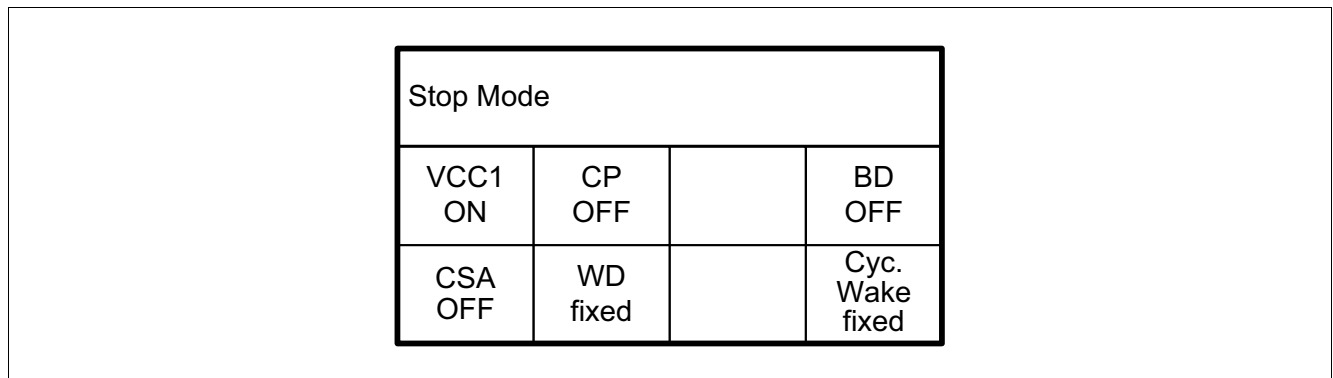 Stop Mode
VCC1
ON
CP
OFF
BD
OFF
CSA
OFF
WD
fixed
Cyc.
Wake
fixed